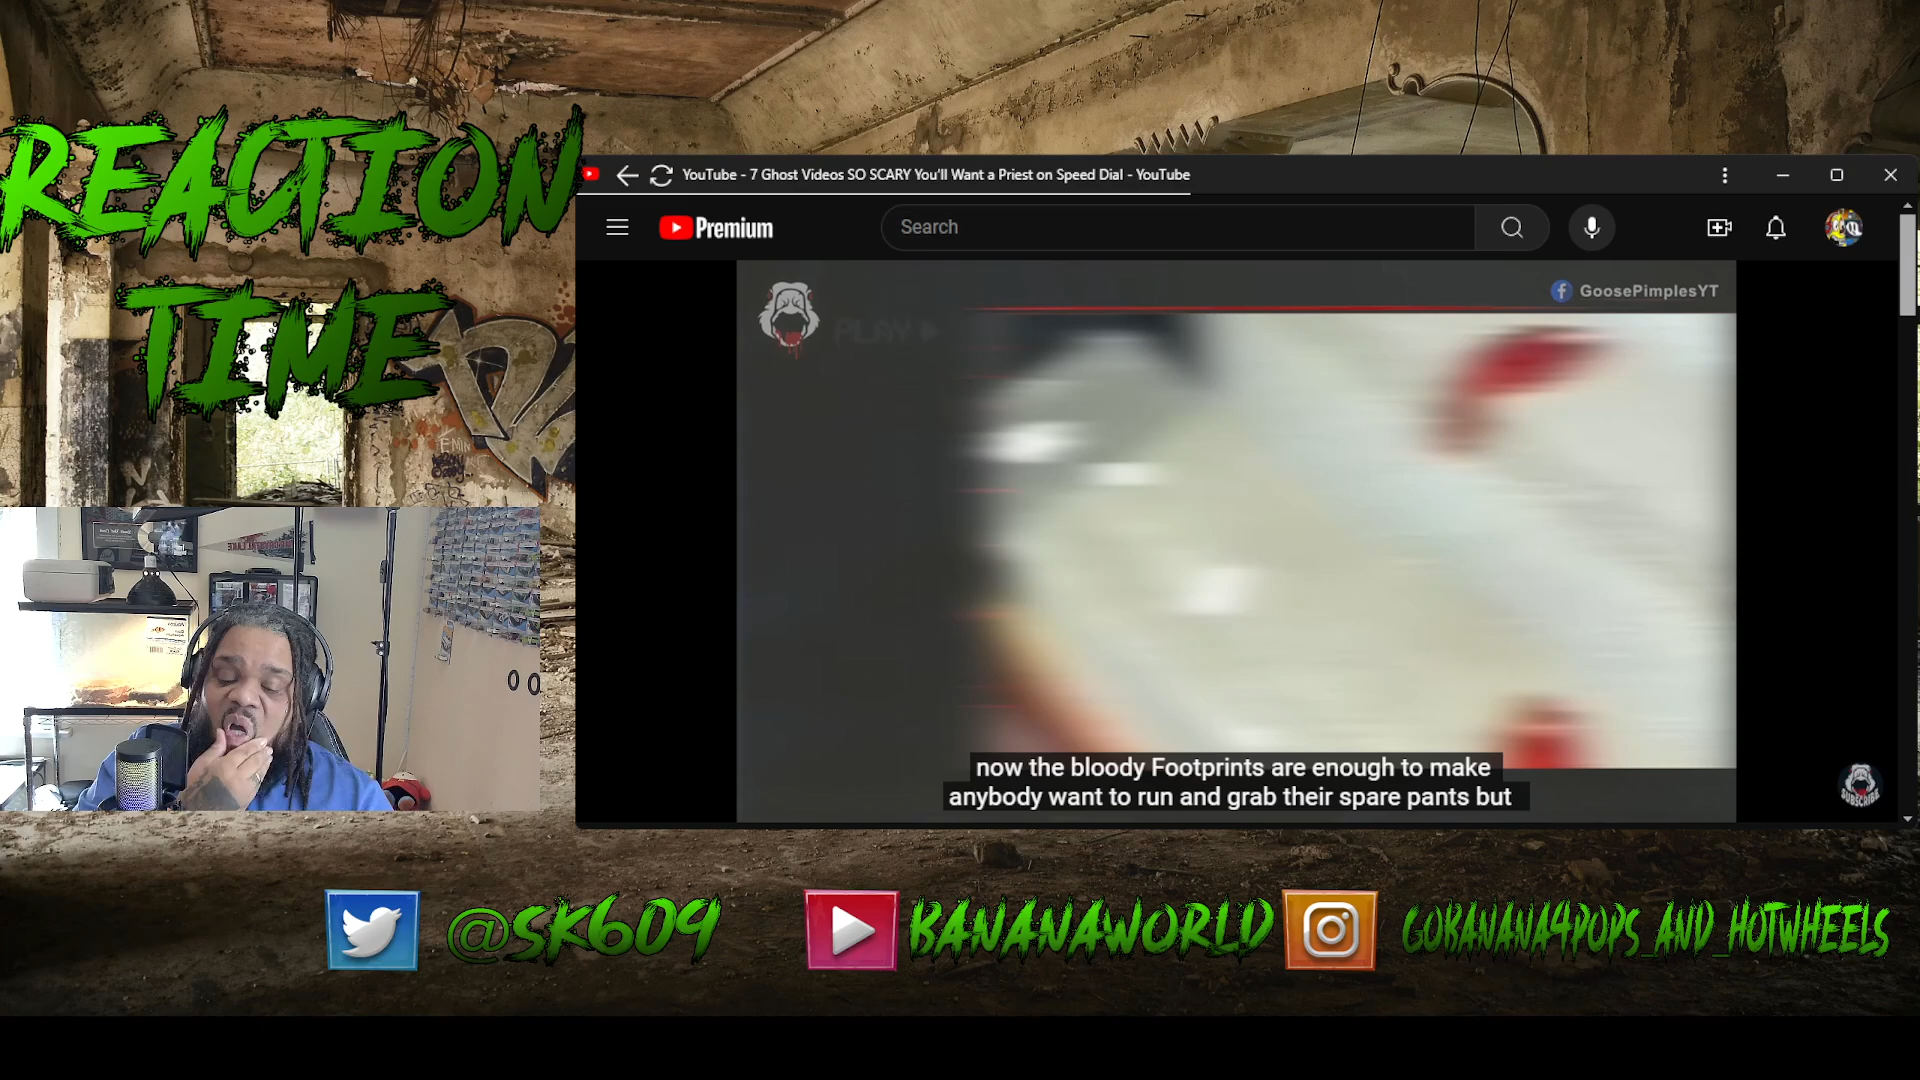 REACTION
TIME
YouTube - 7 Ghost Videos SO SCARY You'll Want a Priest on Speed Dial - YouTube
Premium
Search
GoosePimplesYT
PLAY
now the bloody Footprints are enough to make
anybody want to run and grab their spare pants but
SUBSCRIBE
@SK609
BANANAWORLD
GOBANANA4POPS_AND_HOTWHEELS